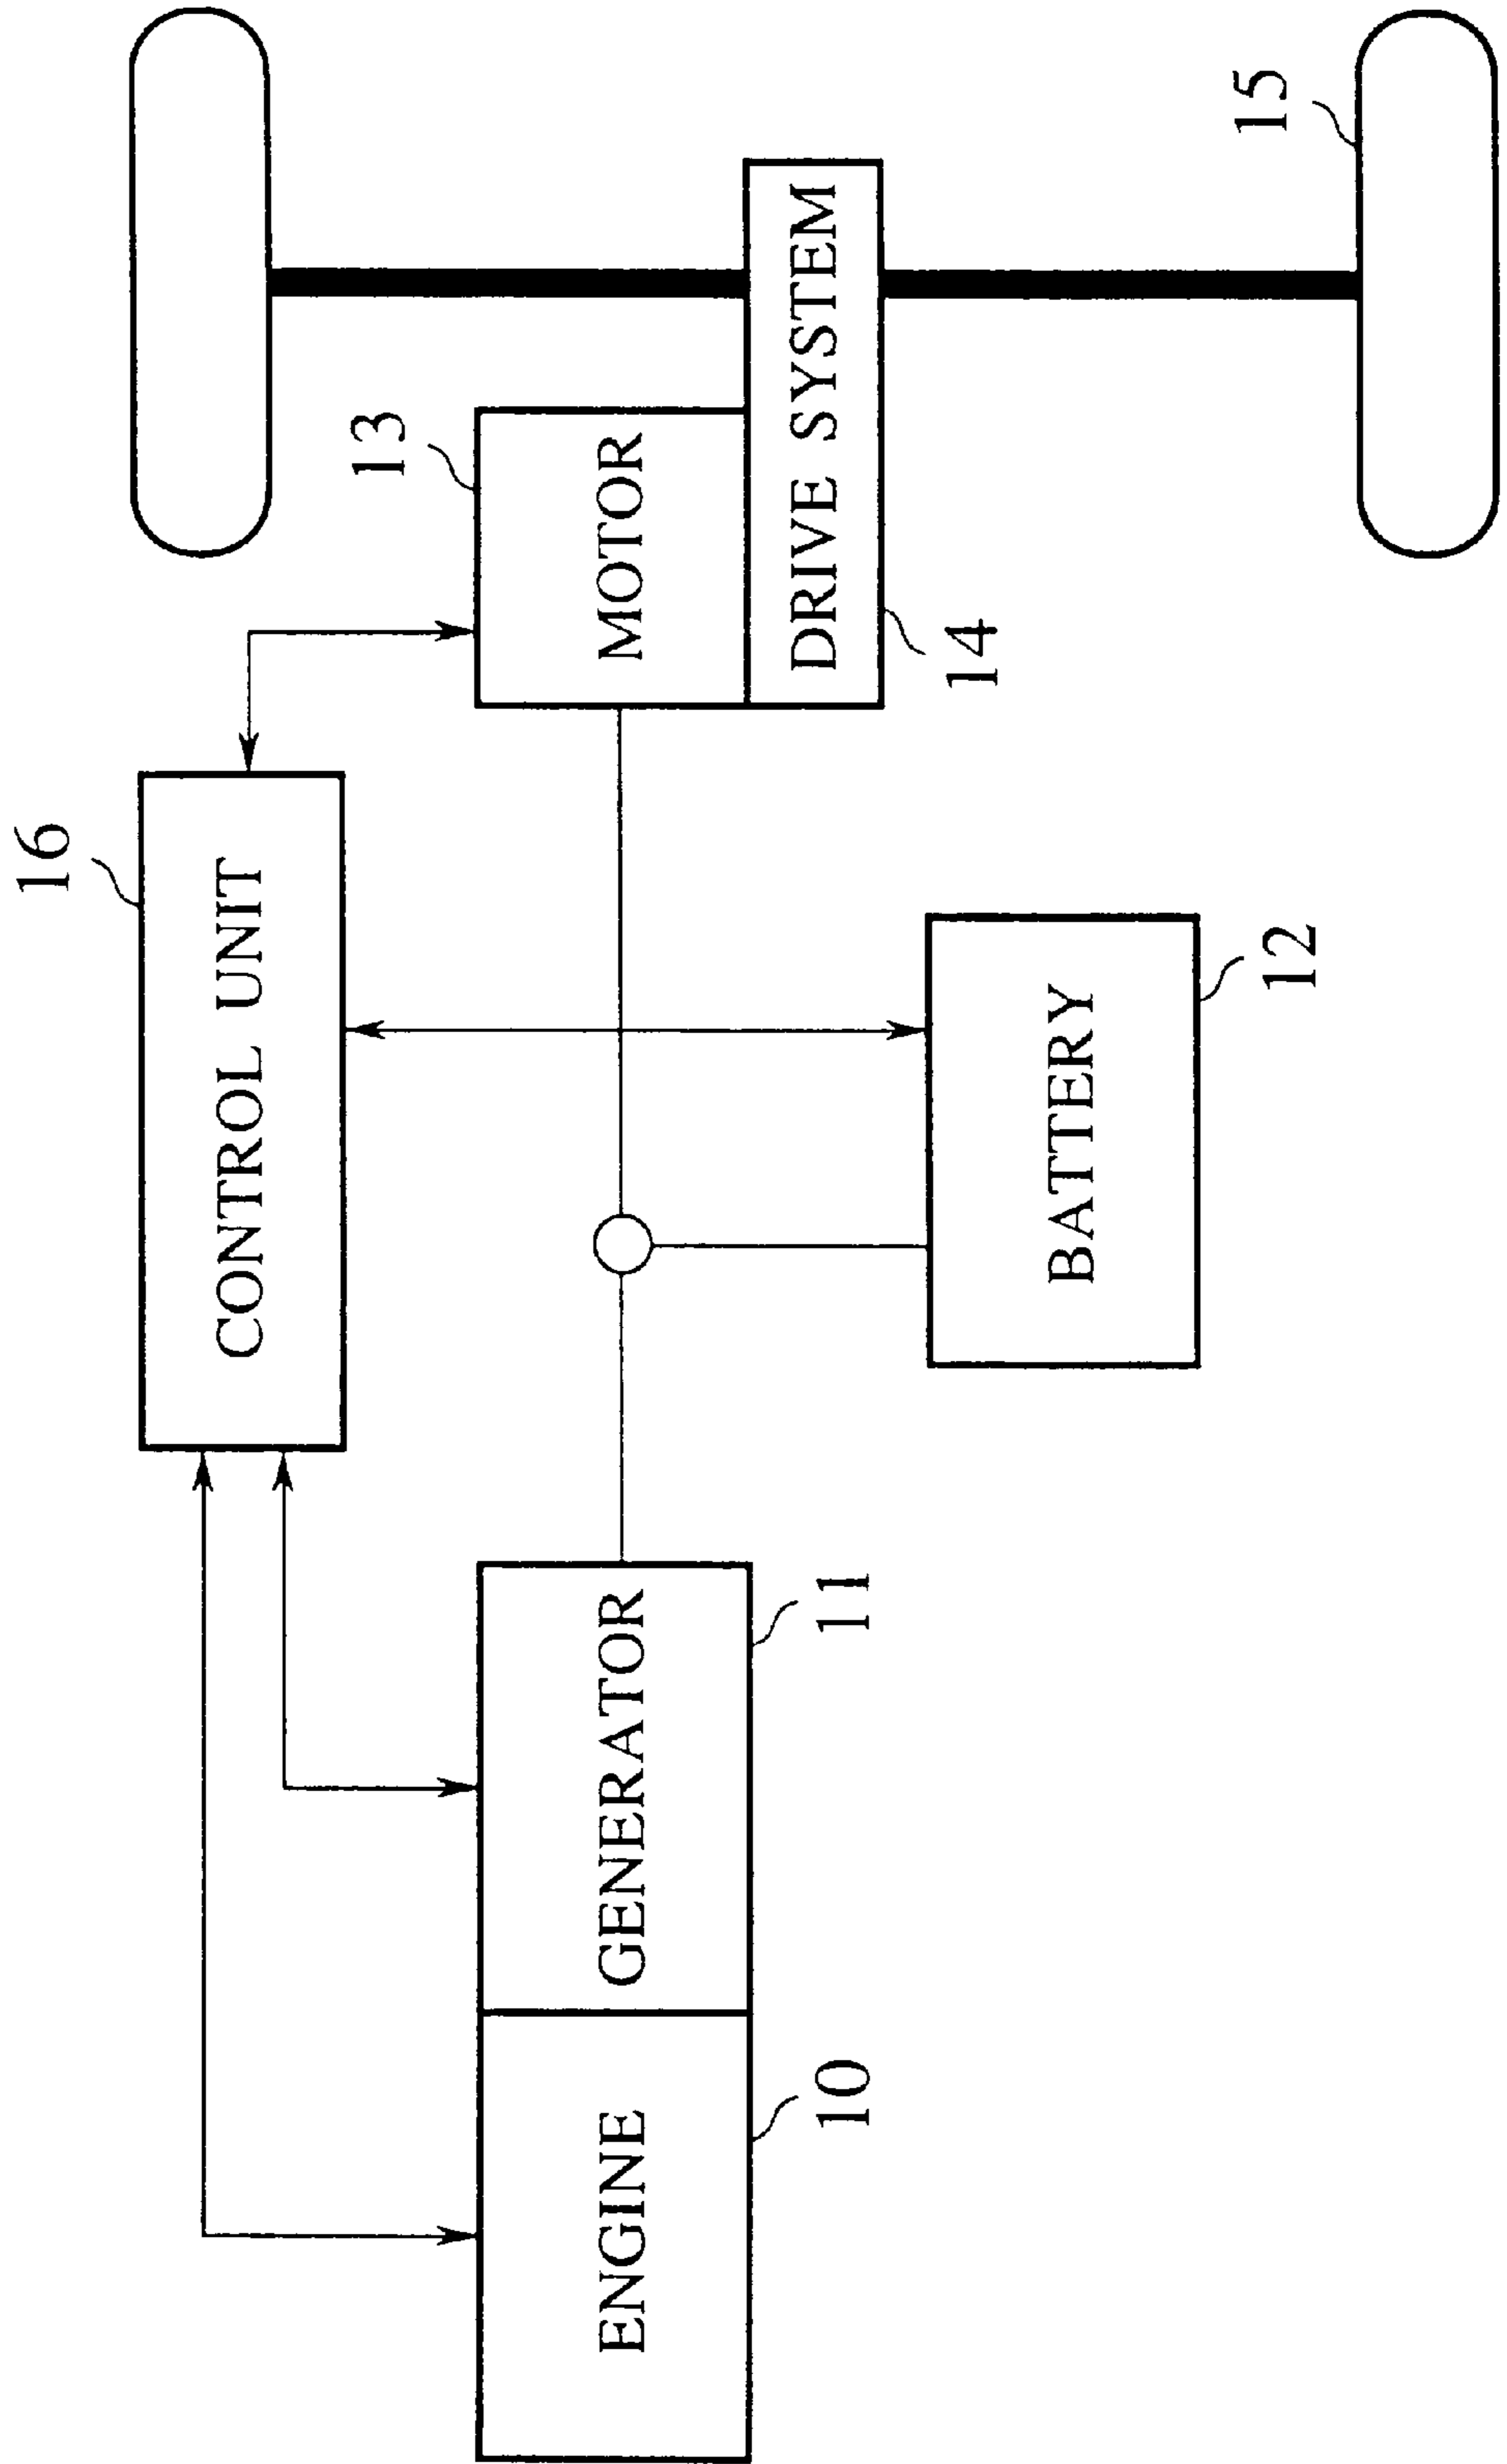 16
CONTROL UNIT
13
MOTOR
15
DRIVE SYSTEM
14
ENGINE
GENERATOR
10
11
BATTERY
12